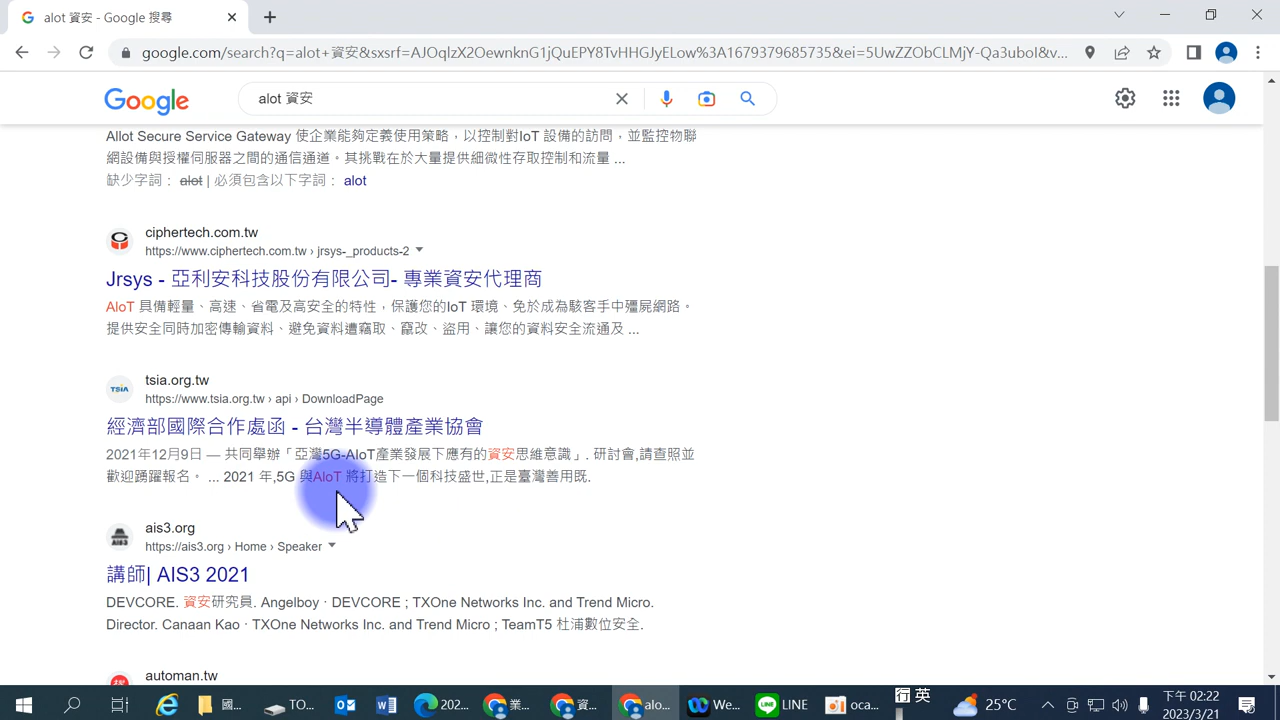 alot 資安 - Google 搜尋
google.com/search?q=alot+資安&sxsrf=AJOqlzX2OewnknG1jQuEPY8TvHHGJyELow%3A1679379685735&ei=5UwZZObCLMjY-Qa3uboI&v...
Google
alot 資安
Allot Secure Service Gateway 使企業能夠定義使用策略，以控制對IoT 設備的訪問，並監控物聯
網設備與授權伺服器之間的通信通道。其挑戰在於大量提供細微性存取控制和流量 ...
缺少字詞： alot | 必須包含以下字詞： alot
ciphertech.com.tw
https://www.ciphertech.com.tw › jrsys-_products-2
Jrsys - 亞利安科技股份有限公司- 專業資安代理商
AIoT 具備輕量、高速、省電及高安全的特性，保護您的IoT 環境、免於成為駭客手中殭屍網路。
提供安全同時加密傳輸資料、避免資料遭竊取、竄改、盜用、讓您的資料安全流通及 ...
TSIA
tsia.org.tw
https://www.tsia.org.tw › api › DownloadPage
經濟部國際合作處函 - 台灣半導體產業協會
2021年12月9日 — 共同舉辦「亞灣5G-AIoT產業發展下應有的資安思維意識」. 研討會,請查照並
歡迎踴躍報名。 ... 2021 年,5G 與AIoT 將打造下一個科技盛世,正是臺灣善用既.
AIS3
ais3.org
https://ais3.org › Home › Speaker
講師| AIS3 2021
DEVCORE. 資安研究員. Angelboy · DEVCORE ; TXOne Networks Inc. and Trend Micro.
Director. Canaan Kao · TXOne Networks Inc. and Trend Micro ; TeamT5 杜浦數位安全.
automan.tw
國...
TO...
202...
業...
資...
alo...
We...
LINE
oca...
行 英
25°C
下午 02:22
2023/3/21